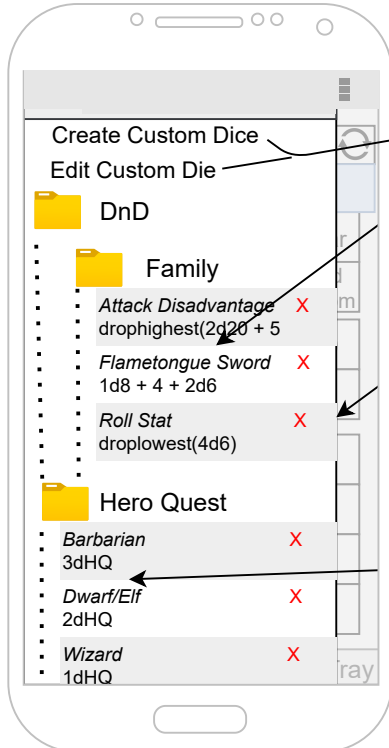 Create Custom Dice
Edit Custom Die
DnD
Family
Attack Disadvantage X
drophighest(2d20 + 5
Flametongue Sword X
1d8 + 4 + 2d6
Roll Stat X
droplowest(4d6)
Hero Quest
Barbarian X
3dHQ
Dwarf/Elf X
2dHQ
Wizard X
1dHQ
ray